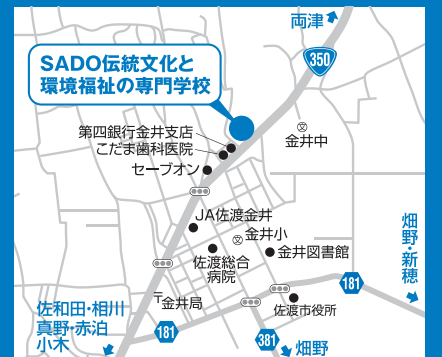 両津
350
SADO伝統文化と
環境福祉の専門学校
第四銀行金井支店
こだま歯科医院
セーブオン
文
金井中
JA佐渡金井
文 金井小
佐渡総合
病院
金井図書館
畑野・新穂
181
〒金井局
佐渡市役所
佐和田・相川
真野・赤泊
小木
181
381
畑野